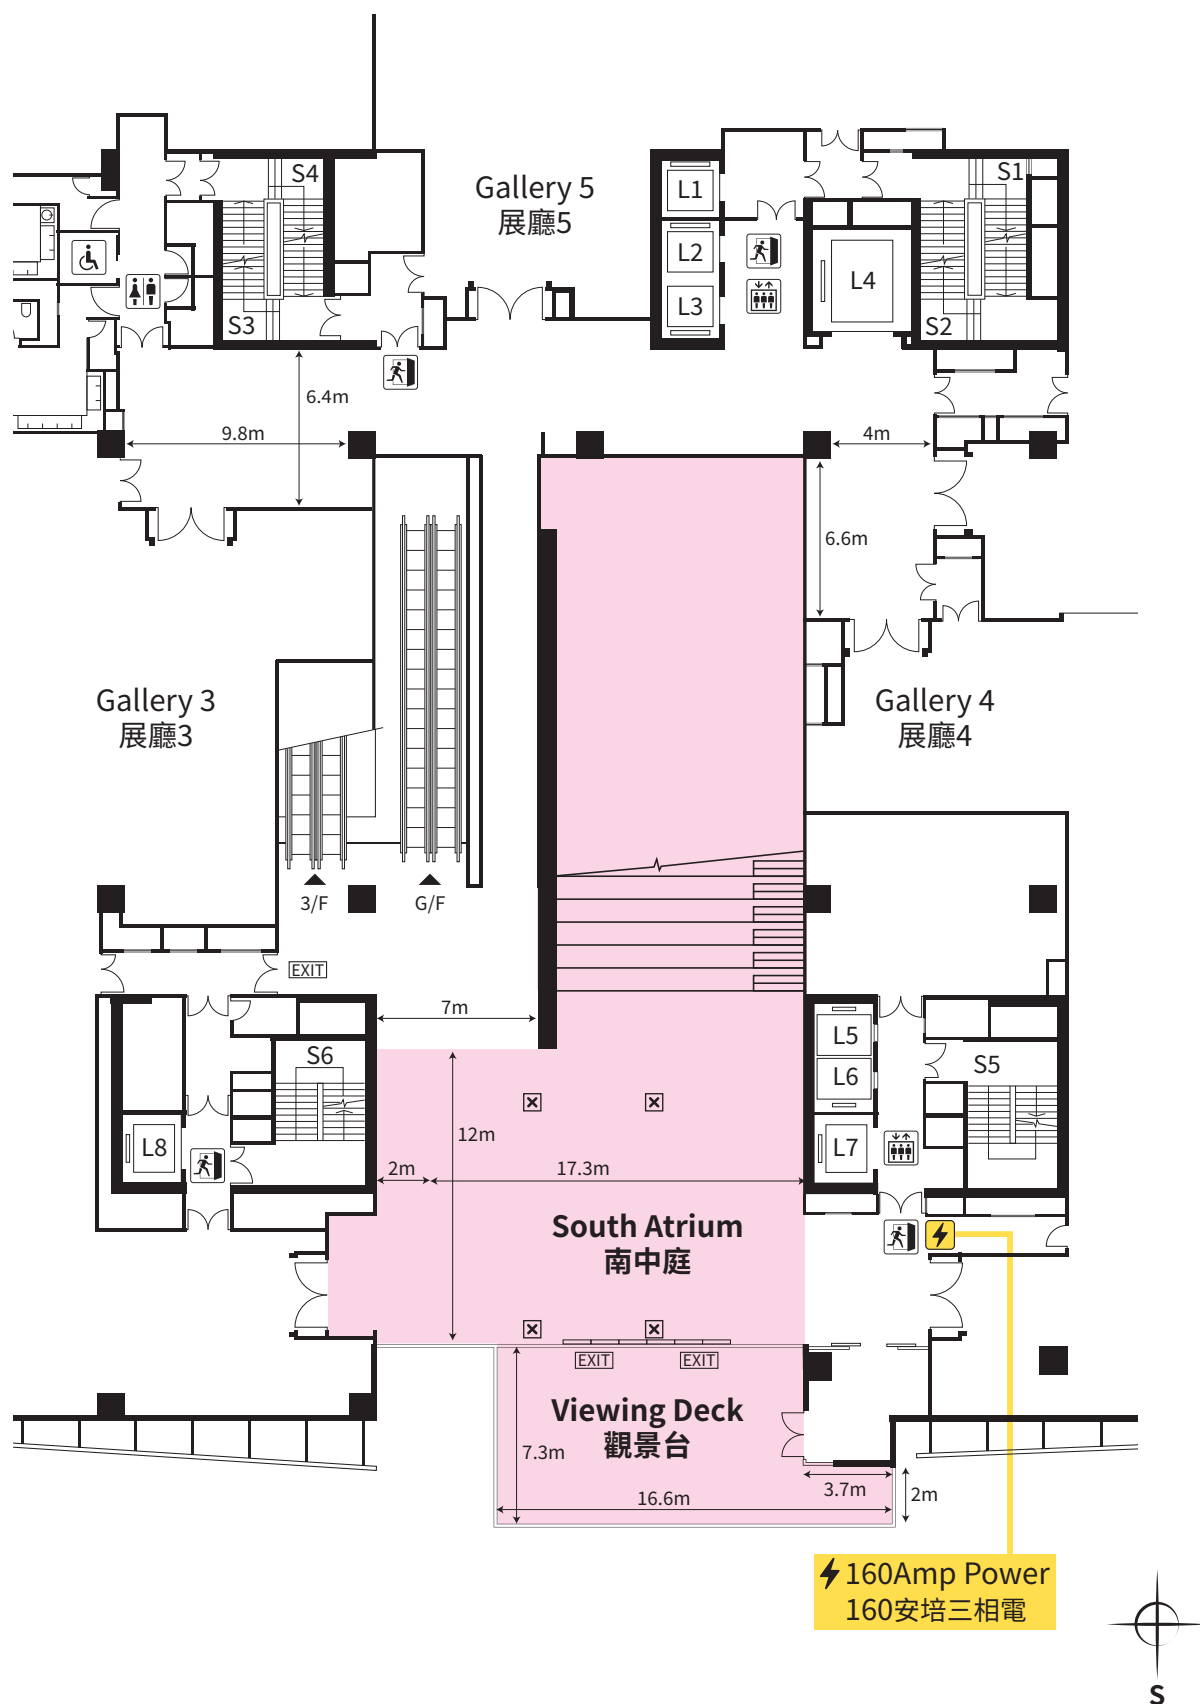 S4
S1
Gallery 5
展廳5
L1
L2
L3
L4
S3
S2
6.4m
9.8m
4m
6.6m
Gallery 3
展廳3
Gallery 4
展廳4
3/F
G/F
EXIT
7m
S6
L5
L6
S5
12m
L8
L7
2m
17.3m
South Atrium
南中庭
EXIT
EXIT
Viewing Deck
觀景台
7.3m
3.7m
2m
16.6m
160Amp Power
160安培三相電
S